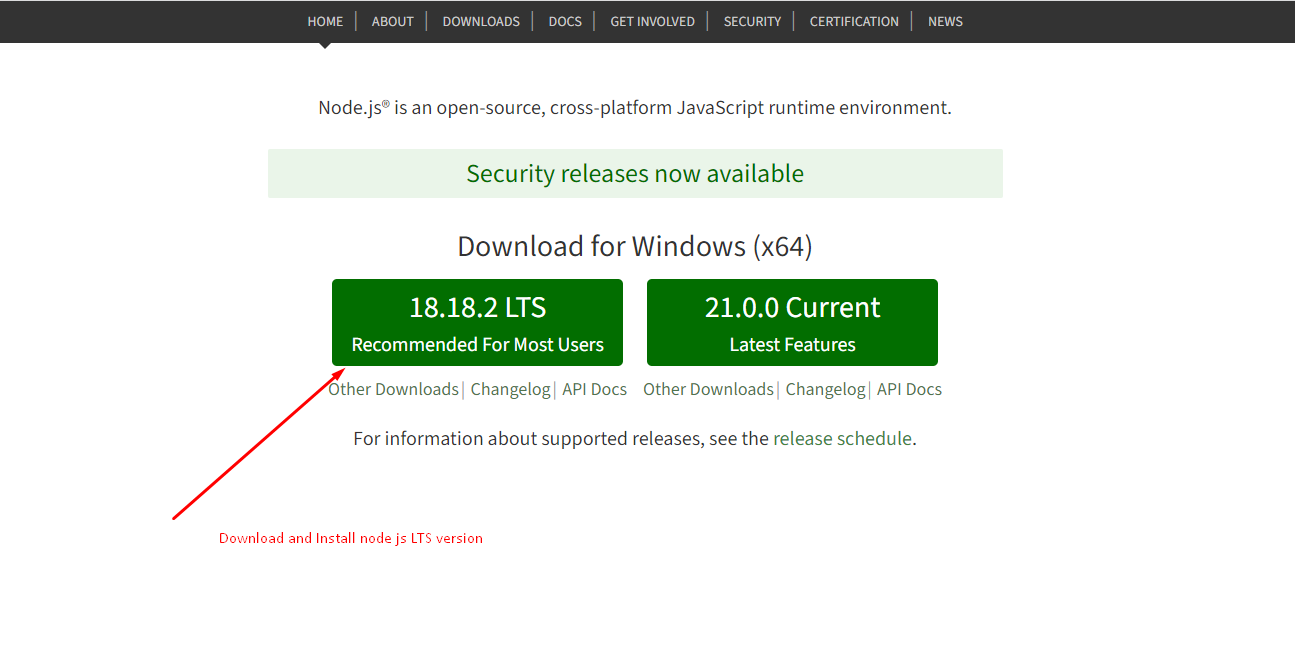 HOME | ABOUT | DOWNLOADS | DOCS | GET INVOLVED | SECURITY | CERTIFICATION | NEWS
Node.js® is an open-source, cross-platform JavaScript runtime environment.
Security releases now available
Download for Windows (x64)
18.18.2 LTS
Recommended For Most Users
21.0.0 Current
Latest Features
Other Downloads | Changelog | API Docs
Other Downloads | Changelog | API Docs
For information about supported releases, see the release schedule.
Download and Install node js LTS version